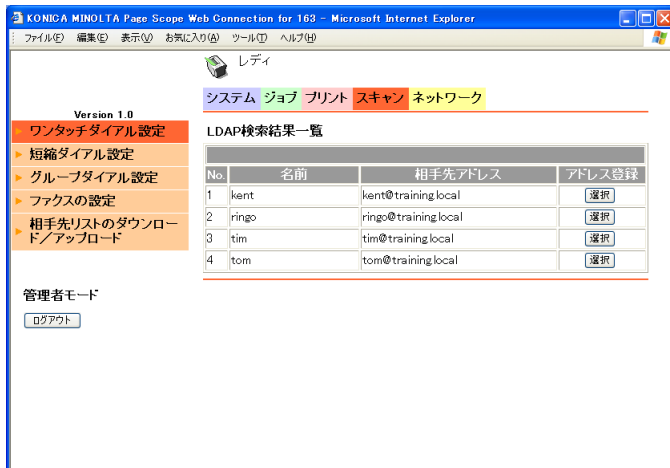 KONICA MINOLTA Page Scope Web Connection for 163 - Microsoft Internet Explorer
ファイル(F) 編集(E) 表示(V) お気に入り(A) ツール(T) ヘルプ(H)
レディ
システム ジョブ プリント スキャン ネットワーク
Version 1.0
ワンタッチダイアル設定
短縮ダイアル設定
グループダイアル設定
ファクスの設定
相手先リストのダウンロー
ド/アップロード
管理者モード
ログアウト
LDAP検索結果一覧
No. 名前 相手先アドレス アドレス登録
1 kent kent@training.local 選択
2 ringo ringo@training.local 選択
3 tim tim@training.local 選択
4 tom tom@training.local 選択